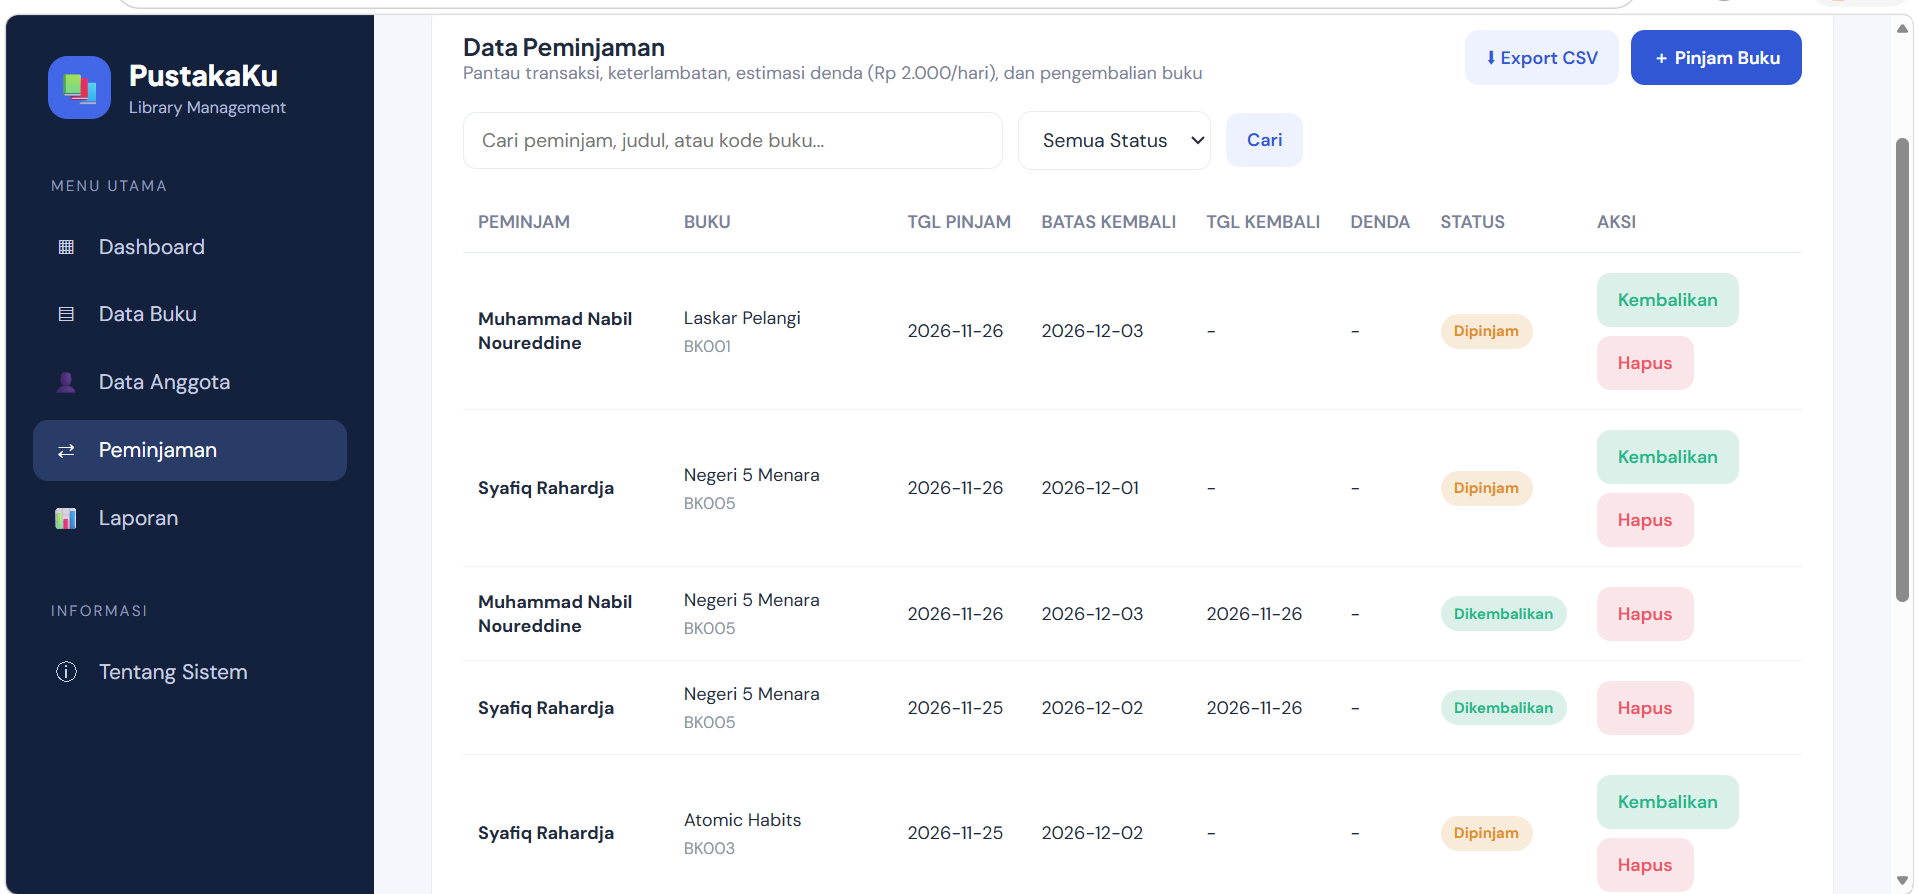 PustakaKu
Library Management
MENU UTAMA
Dashboard
Data Buku
Data Anggota
Peminjaman
Laporan
INFORMASI
Tentang Sistem
Data Peminjaman
Pantau transaksi, keterlambatan, estimasi denda (Rp 2.000/hari), dan pengembalian buku
⬇ Export CSV
+ Pinjam Buku
Cari peminjam, judul, atau kode buku...
Semua Status
Cari
PEMINJAM BUKU TGL PINJAM BATAS KEMBALI TGL KEMBALI DENDA STATUS AKSI
Muhammad Nabil
Noureddine
Laskar Pelangi
BK001
2026-11-26 2026-12-03 - - Dipinjam
Kembalikan
Hapus
Syafiq Rahardja
Negeri 5 Menara
BK005
2026-11-26 2026-12-01 - - Dipinjam
Kembalikan
Hapus
Muhammad Nabil
Noureddine
Negeri 5 Menara
BK005
2026-11-26 2026-12-03 2026-11-26 - Dikembalikan
Hapus
Syafiq Rahardja
Negeri 5 Menara
BK005
2026-11-25 2026-12-02 2026-11-26 - Dikembalikan
Hapus
Syafiq Rahardja
Atomic Habits
BK003
2026-11-25 2026-12-02 - - Dipinjam
Kembalikan
Hapus